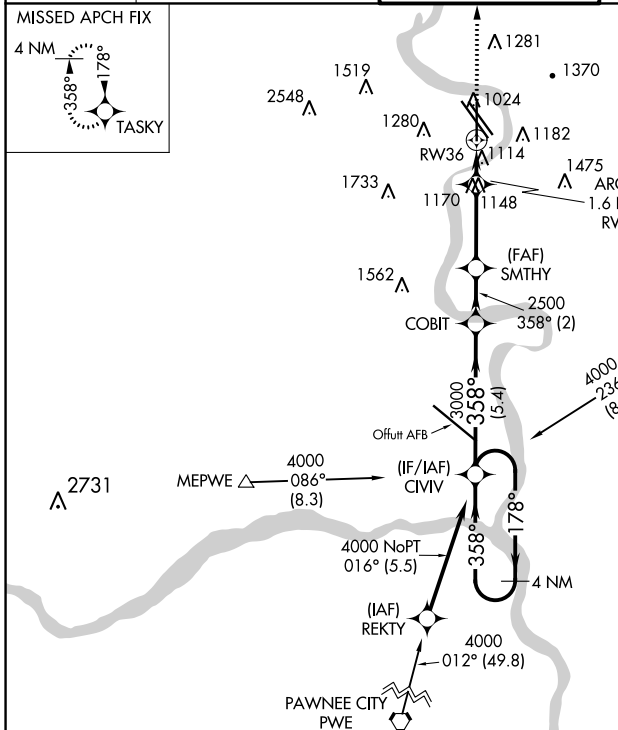 MISSED APCH FIX
4 NM
358°
178°
TASKY
1281
1370
1519
2548
1024
1280
1182
RW36
1114
1475
1733
1170
1148
1.6
(FAF)
SMTHY
1562
2500
358° (2)
COBIT
4000
3000
358°
(5.4)
Offutt AFB
4000
086°
(8.3)
MEPWE
(IF/IAF)
CIVIV
2731
178°
358°
4000 NoPT
016° (5.5)
4 NM
(IAF)
REKTY
4000
012° (49.8)
PAWNEE CITY
PWE